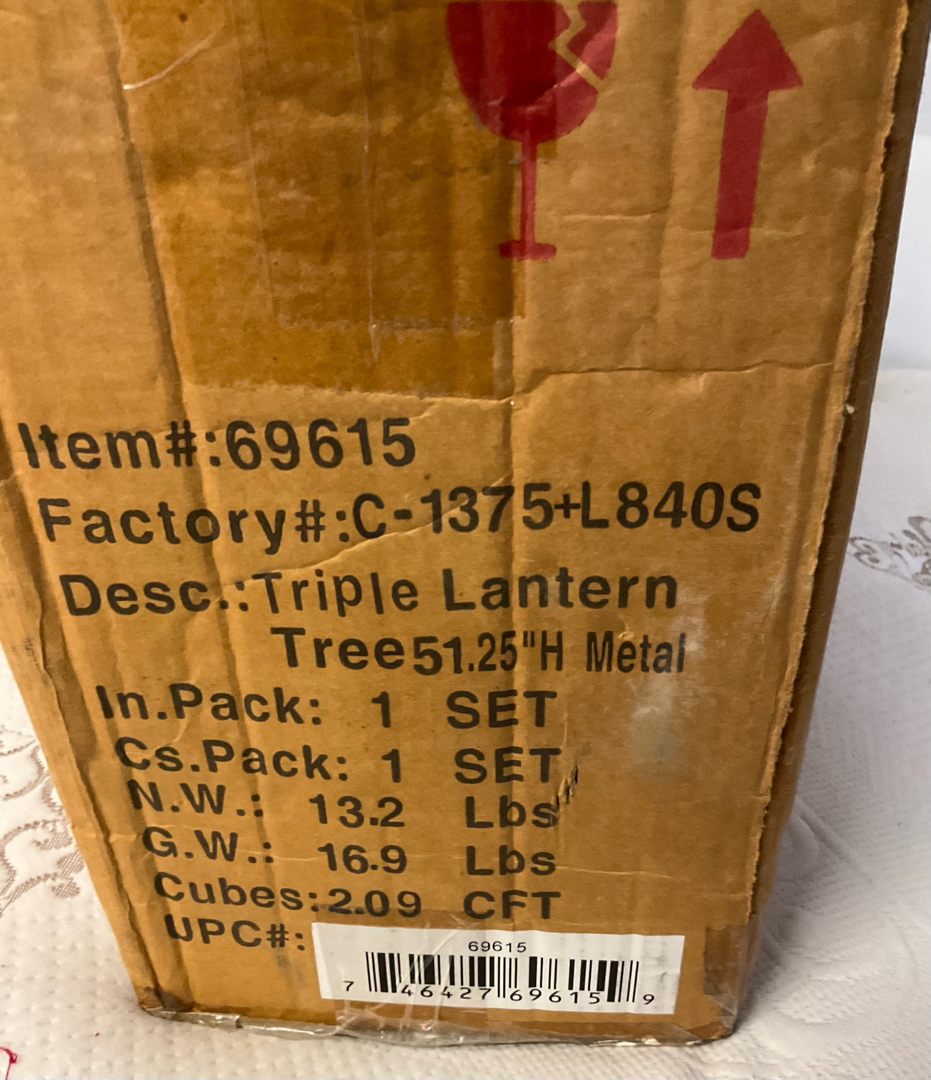 Item#:69615
Factory#:C-1375+L840S
Desc.:Triple Lantern
Tree51.25"H Metal
In.Pack: 1 SET
Cs.Pack: 1 SET
N.W.: 13.2 Lbs
G.W.: 16.9 Lbs
Cubes:2.09 CFT
UPC#:
69615
7 46427 69615 9